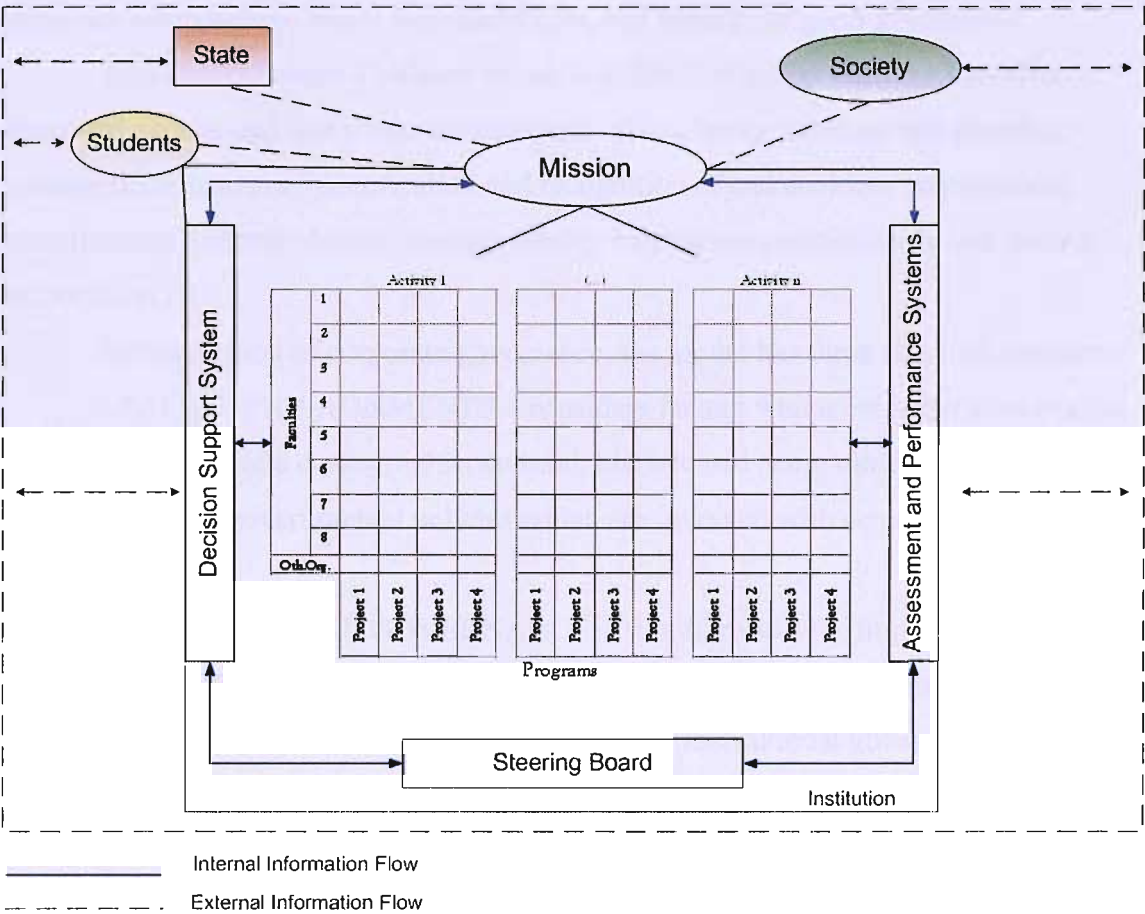 State
Society
Students
Mission
Activity 1
(...)
Activity n
Decision Support System
Faculties
1
2
3
4
5
6
7
8
Oth.Org.
Assessment and Performance Systems
Project 1
Project 2
Project 3
Project 4
Project 1
Project 2
Project 3
Project 4
Project 1
Project 2
Project 3
Project 4
Programs
Steering Board
Institution
Internal Information Flow
External Information Flow